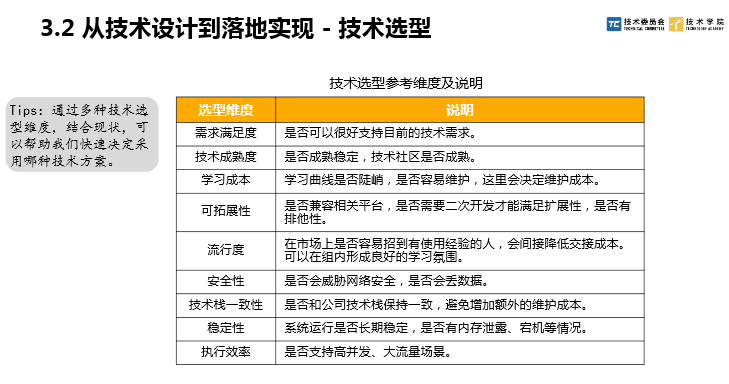 3.2 从技术设计到落地实现 - 技术选型
TC 技术委员会
TECHNICAL COMMITTEE
技术学院
TECHNOLOGY ACADEMY
技术选型参考维度及说明
Tips：通过多种技术选
型维度，结合现状，可
以帮助我们快速决定采
用哪种技术方案。
选型维度 说明
需求满足度 是否可以很好支持目前的技术需求。
技术成熟度 是否成熟稳定，技术社区是否成熟。
学习成本 学习曲线是否陡峭，是否容易维护，这里会决定维护成本。
可拓展性 是否兼容相关平台，是否需要二次开发才能满足扩展性，是否有
排他性。
流行度 在市场上是否容易招到有使用经验的人，会间接降低交接成本。
可以在组内形成良好的学习氛围。
安全性 是否会威胁网络安全，是否会丢数据。
技术栈一致性 是否和公司技术栈保持一致，避免增加额外的维护成本。
稳定性 系统运行是否长期稳定，是否有内存泄露、宕机等情况。
执行效率 是否支持高并发、大流量场景。